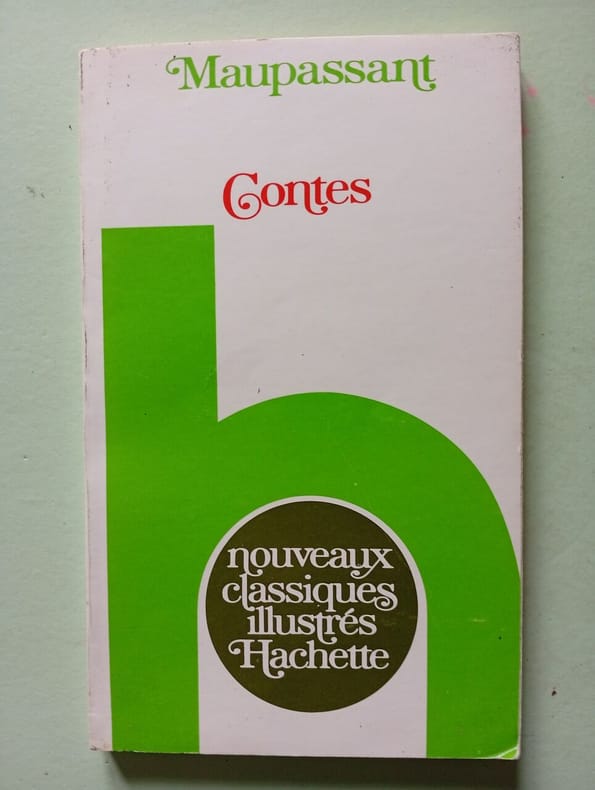 Maupassant
Contes
nouveaux
classiques
illustrés
Hachette